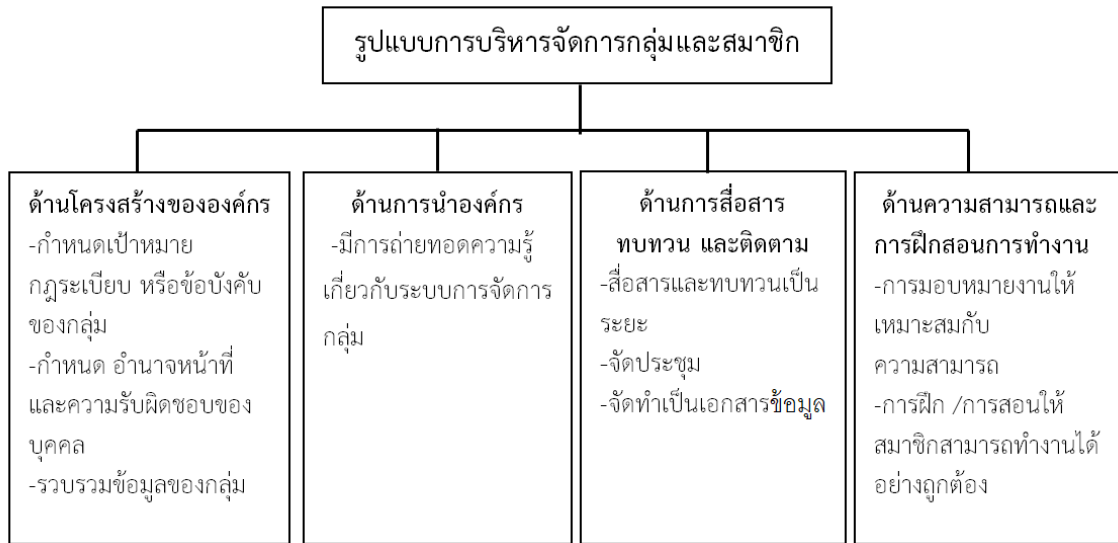 รูปแบบการบริหารจัดการกลุ่มและสมาชิก
ด้านโครงสร้างขององค์กร
-กำหนดเป้าหมาย
กฎระเบียบ หรือข้อบังคับ
ของกลุ่ม
-กำหนด อำนาจหน้าที่
และความรับผิดชอบของ
บุคคล
-รวบรวมข้อมูลของกลุ่ม
ด้านการนำองค์กร
-มีการถ่ายทอดความรู้
เกี่ยวกับระบบการจัดการ
กลุ่ม
ด้านการสื่อสาร
ทบทวน และติดตาม
-สื่อสารและทบทวนเป็น
ระยะ
-จัดประชุม
-จัดทำเป็นเอกสารข้อมูล
ด้านความสามารถและ
การฝึกสอนการทำงาน
-การมอบหมายงานให้
เหมาะสมกับ
ความสามารถ
-การฝึก /การสอนให้
สมาชิกสามารถทำงานได้
อย่างถูกต้อง